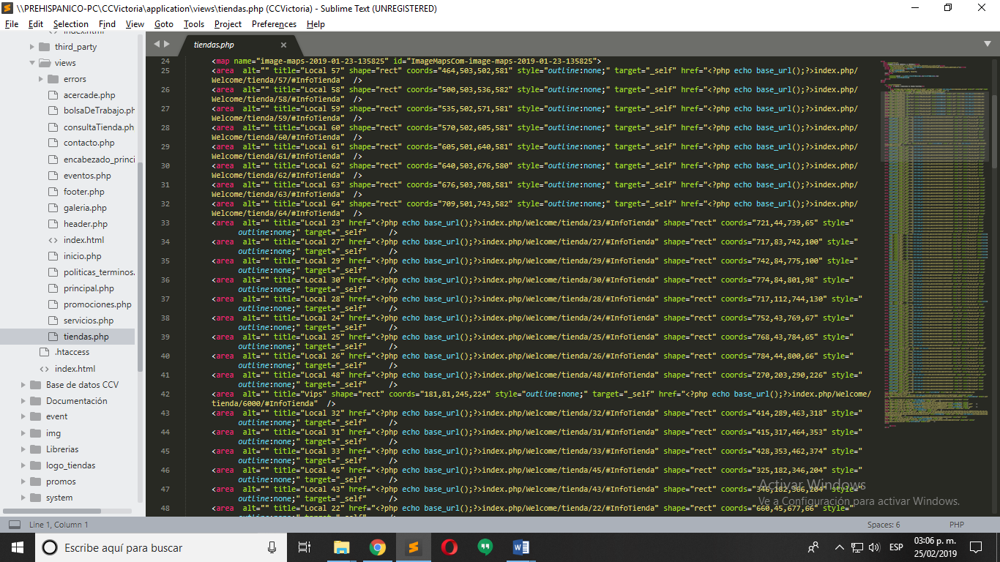 \\PREHISPANICO-PC\CCVictoria\application\views\tiendas.php (CCVictoria) - Sublime Text (UNREGISTERED)
File Edit Selection Find View Goto Tools Project Preferences Help
index.html
third_party
views
errors
acercade.php
bolsaDeTrabajo.ph
consultaTienda.ph
contacto.php
encabezado_princi
eventos.php
footer.php
galeria.php
header.php
index.html
inicio.php
politicas_terminos.
principal.php
promociones.php
servicios.php
tiendas.php
.htaccess
index.html
Base de datos CCV
Documentación
event
img
Librerias
logo_tiendas
promos
system
tiendas.php
24 <map name="image-maps-2019-01-23-135825" id="ImageMapsCom-image-maps-2019-01-23-135825">
25 <area alt="" title="Local 57" shape="rect" coords="464,503,502,581" style="outline:none;" target="_self" href="<?php echo base_url();?>index.php/
Welcome/tienda/57/#InfoTienda" />
26 <area alt="" title="Local 58" shape="rect" coords="500,503,536,582" style="outline:none;" target="_self" href="<?php echo base_url();?>index.php/
Welcome/tienda/58/#InfoTienda" />
27 <area alt="" title="Local 59" shape="rect" coords="535,502,571,581" style="outline:none;" target="_self" href="<?php echo base_url();?>index.php/
Welcome/tienda/59/#InfoTienda" />
28 <area alt="" title="Local 60" shape="rect" coords="570,502,605,581" style="outline:none;" target="_self" href="<?php echo base_url();?>index.php/
Welcome/tienda/60/#InfoTienda" />
29 <area alt="" title="Local 61" shape="rect" coords="605,501,640,581" style="outline:none;" target="_self" href="<?php echo base_url();?>index.php/
Welcome/tienda/61/#InfoTienda" />
30 <area alt="" title="Local 62" shape="rect" coords="640,503,676,580" style="outline:none;" target="_self" href="<?php echo base_url();?>index.php/
Welcome/tienda/62/#InfoTienda" />
31 <area alt="" title="Local 63" shape="rect" coords="676,503,708,581" style="outline:none;" target="_self" href="<?php echo base_url();?>index.php/
Welcome/tienda/63/#InfoTienda" />
32 <area alt="" title="Local 64" shape="rect" coords="709,501,743,582" style="outline:none;" target="_self" href="<?php echo base_url();?>index.php/
Welcome/tienda/64/#InfoTienda" />
33 <area alt="" title="Local 23" href="<?php echo base_url();?>index.php/Welcome/tienda/23/#InfoTienda" shape="rect" coords="721,44,739,65" style="
outline:none;" target="_self" />
34 <area alt="" title="Local 27" href="<?php echo base_url();?>index.php/Welcome/tienda/27/#InfoTienda" shape="rect" coords="717,83,742,100" style="
outline:none;" target="_self" />
35 <area alt="" title="Local 29" href="<?php echo base_url();?>index.php/Welcome/tienda/29/#InfoTienda" shape="rect" coords="742,84,775,100" style="
outline:none;" target="_self" />
36 <area alt="" title="Local 30" href="<?php echo base_url();?>index.php/Welcome/tienda/30/#InfoTienda" shape="rect" coords="774,84,801,98" style="
outline:none;" target="_self" />
37 <area alt="" title="Local 28" href="<?php echo base_url();?>index.php/Welcome/tienda/28/#InfoTienda" shape="rect" coords="717,112,744,130" style="
outline:none;" target="_self" />
38 <area alt="" title="Local 24" href="<?php echo base_url();?>index.php/Welcome/tienda/24/#InfoTienda" shape="rect" coords="752,43,769,67" style="
outline:none;" target="_self" />
39 <area alt="" title="Local 25" href="<?php echo base_url();?>index.php/Welcome/tienda/25/#InfoTienda" shape="rect" coords="768,43,784,65" style="
outline:none;" target="_self" />
40 <area alt="" title="Local 26" href="<?php echo base_url();?>index.php/Welcome/tienda/26/#InfoTienda" shape="rect" coords="784,44,800,66" style="
outline:none;" target="_self" />
41 <area alt="" title="Local 48" href="<?php echo base_url();?>index.php/Welcome/tienda/48/#InfoTienda" shape="rect" coords="270,203,290,226" style="
outline:none;" target="_self" />
42 <area alt="" title="Vips" shape="rect" coords="181,81,245,224" style="outline:none;" target="_self" href="<?php echo base_url();?>index.php/Welcome/
tienda/6000/#InfoTienda" />
43 <area alt="" title="Local 32" href="<?php echo base_url();?>index.php/Welcome/tienda/32/#InfoTienda" shape="rect" coords="414,289,463,318" style="
outline:none;" target="_self" />
44 <area alt="" title="Local 31" href="<?php echo base_url();?>index.php/Welcome/tienda/31/#InfoTienda" shape="rect" coords="415,317,464,353" style="
outline:none;" target="_self" />
45 <area alt="" title="Local 33" href="<?php echo base_url();?>index.php/Welcome/tienda/33/#InfoTienda" shape="rect" coords="428,353,462,374" style="
outline:none;" target="_self" />
46 <area alt="" title="Local 45" href="<?php echo base_url();?>index.php/Welcome/tienda/45/#InfoTienda" shape="rect" coords="325,182,346,204" style="
outline:none;" target="_self" />
47 <area alt="" title="Local 43" href="<?php echo base_url();?>index.php/Welcome/tienda/43/#InfoTienda" shape="rect" coords="346,182,366,204" style="
outline:none;" target="_self" />
48 <area alt="" title="Local 22" href="<?php echo base_url();?>index.php/Welcome/tienda/22/#InfoTienda" shape="rect" coords="660,45,677,66" style="
Activar Windows
Ve a Configuración para activar Windows.
Line 1, Column 1
Spaces: 6
PHP
Escribe aquí para buscar
ESP
03:06 p. m.
25/02/2019